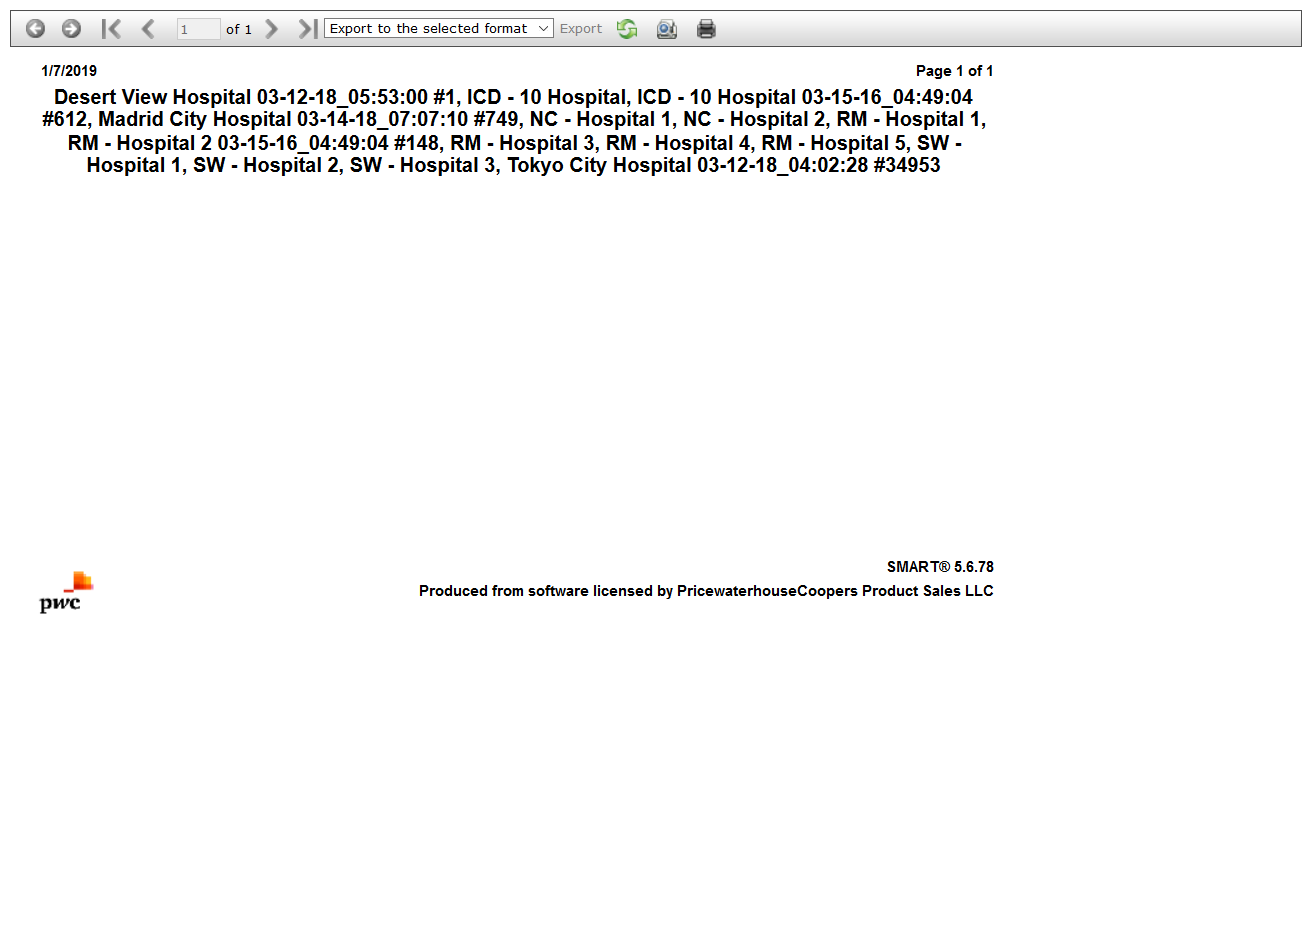 1 of 1 Export to the selected format Export
1/7/2019 Page 1 of 1
Desert View Hospital 03-12-18_05:53:00 #1, ICD - 10 Hospital, ICD - 10 Hospital 03-15-16_04:49:04
#612, Madrid City Hospital 03-14-18_07:07:10 #749, NC - Hospital 1, NC - Hospital 2, RM - Hospital 1,
RM - Hospital 2 03-15-16_04:49:04 #148, RM - Hospital 3, RM - Hospital 4, RM - Hospital 5, SW -
Hospital 1, SW - Hospital 2, SW - Hospital 3, Tokyo City Hospital 03-12-18_04:02:28 #34953
SMART® 5.6.78
Produced from software licensed by PricewaterhouseCoopers Product Sales LLC
pwc